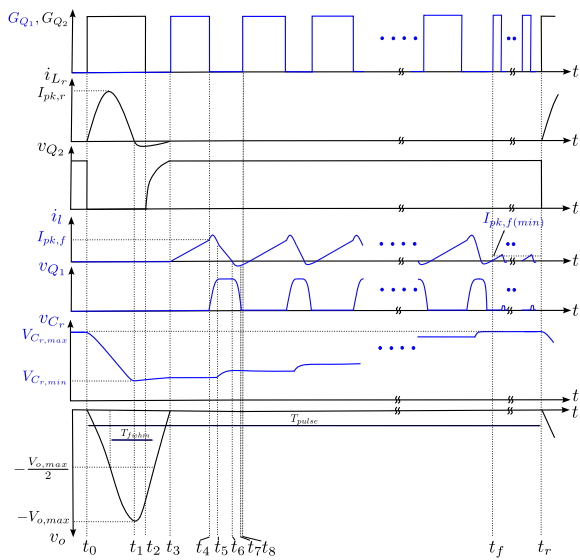 G_{Q_1}, G_{Q_2}
t
i_{L_r}
I_{pk,r}
t
v_{Q_2}
t
i_l
I_{pk,f(min)}
I_{pk,f}
t
v_{Q_1}
t
v_{C_r}
V_{C_{r,max}}
V_{C_{r,min}}
t
t
T_{pulse}
T_{fwhm}
-\frac{V_{o,max}}{2}
-V_{o,max}
v_o
t_0 t_1 t_2 t_3 t_4 t_5 t_6 t_7 t_8 t_f t_r